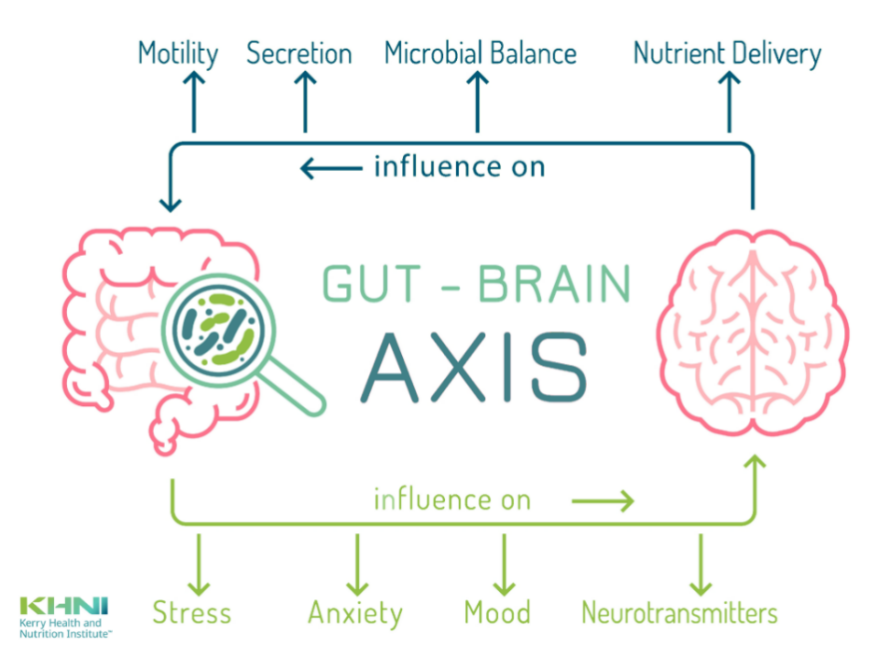 Motility Secretion Microbial Balance Nutrient Delivery
influence on
GUT - BRAIN
AXIS
influence on
Stress Anxiety Mood Neurotransmitters
KHNI
Kerry Health and
Nutrition Institute™